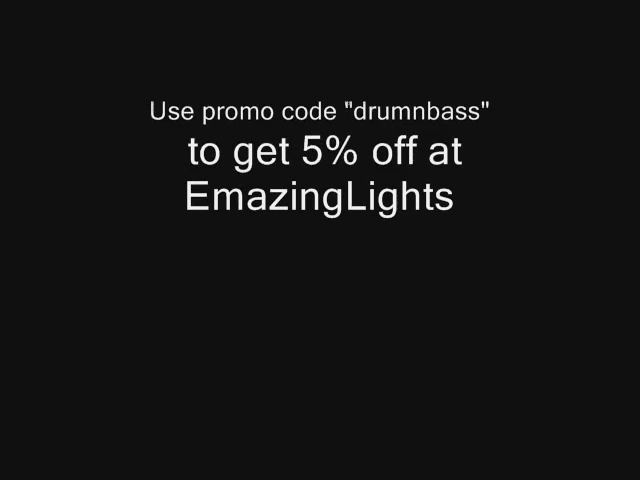 Use promo code "drumnbass"
to get 5% off at
EmazingLights